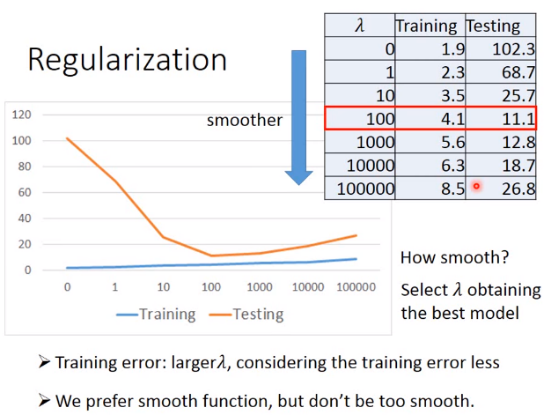 Regularization
smoother
λ Training Testing
0 1.9 102.3
1 2.3 68.7
10 3.5 25.7
100 4.1 11.1
1000 5.6 12.8
10000 6.3 18.7
100000 8.5 26.8
120
100
80
60
40
20
0
0 1 10 100 1000 10000 100000
Training Testing
How smooth?
Select λ obtaining
the best model
➢ Training error: largerλ, considering the training error less
➢ We prefer smooth function, but don’t be too smooth.